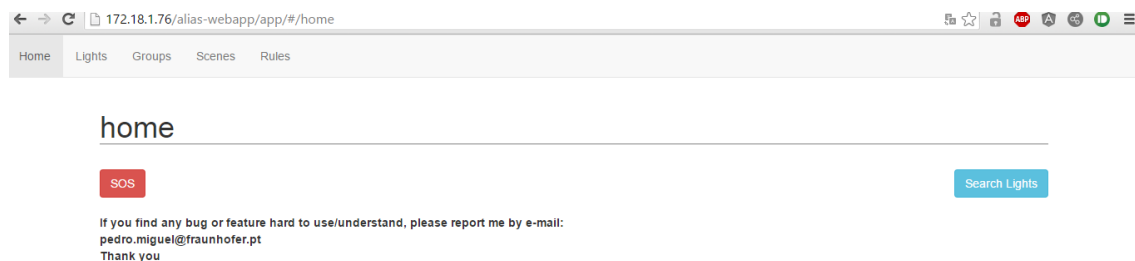 172.18.1.76/alias-webapp/app/#/home
ABP
Home Lights Groups Scenes Rules
home
SOS Search Lights
If you find any bug or feature hard to use/understand, please report me by e-mail:
pedro.miguel@fraunhofer.pt
Thank you